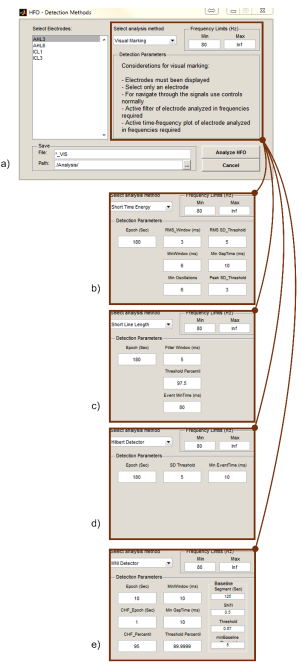 HFO - Detection Methods
Select Electrodes:
AHL3
AHL8
ICL1
ICL3
Select analysis method
Visual Marking
Frequency Limits (Hz)
Min Max
80 Inf
Detection Parameters
Considerations for visual marking:
- Electrodes must been displayed
- Select only an electrode
- For navigate through the signals use controls
normally
- Active filter of electrode analyzed in frequencies
required
- Active time-frequency plot of electrode analyzed
in frequencies required
Save
File: *_VIS
Path: /Analysis/ ...
Analyze HFO
Cancel
a)
Select analysis method
Short Time Energy
Frequency Limits (Hz)
Min Max
80 Inf
Detection Parameters
Epoch (Sec) RMS_Window (ms) RMS SD_Threshold
180 3 5
MinWindow (ms) Min GapTime (ms)
6 10
Min Oscillations Peak SD_Threshold
6 3
b)
Select analysis method
Short Line Length
Frequency Limits (Hz)
Min Max
80 Inf
Detection Parameters
Epoch (Sec) Filter Window (ms)
180 5
Threshold Percentil
97.5
Event MinTime (ms)
80
c)
Select analysis method
Hilbert Detector
Frequency Limits (Hz)
Min Max
80 Inf
Detection Parameters
Epoch (Sec) SD Threshold Min EventTime (ms)
180 5 10
d)
Select analysis method
MNI Detector
Frequency Limits (Hz)
Min Max
80 Inf
Detection Parameters
Epoch (Sec) MinWindow (ms)
10 10
CHF_Epoch (Sec) Min GapTime (ms)
1 10
CHF_Percentil Threshold Percentil
95 99.9999
Baseline
Segment (Sec)
125
Shift
0.5
Threshold
0.67
minBaseline
5
e)